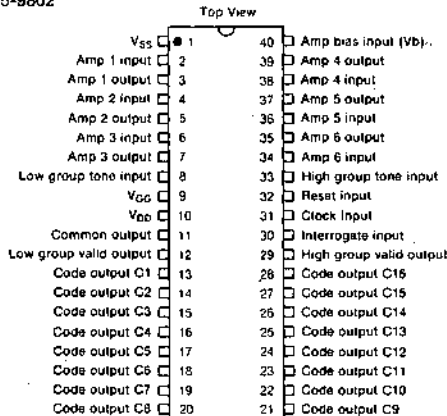 5-9802
Top View
VSS 1 40 Amp bias input (Vb)
Amp 1 input 2 39 Amp 4 output
Amp 1 output 3 38 Amp 4 input
Amp 2 input 4 37 Amp 5 output
Amp 2 output 5 36 Amp 5 input
Amp 3 input 6 35 Amp 6 output
Amp 3 output 7 34 Amp 6 input
Low group tone input 8 33 High group tone input
VGG 9 32 Reset input
VDD 10 31 Clock Input
Common output 11 30 Interrogate input
Low group valid output 12 29 High group valid output
Code output C1 13 28 Code output C16
Code output C2 14 27 Code output C15
Code output C3 15 26 Code output C14
Code output C4 16 25 Code output C13
Code output C5 17 24 Code output C12
Code output C6 18 23 Code output C11
Code output C7 19 22 Code output C10
Code output C8 20 21 Code output C9